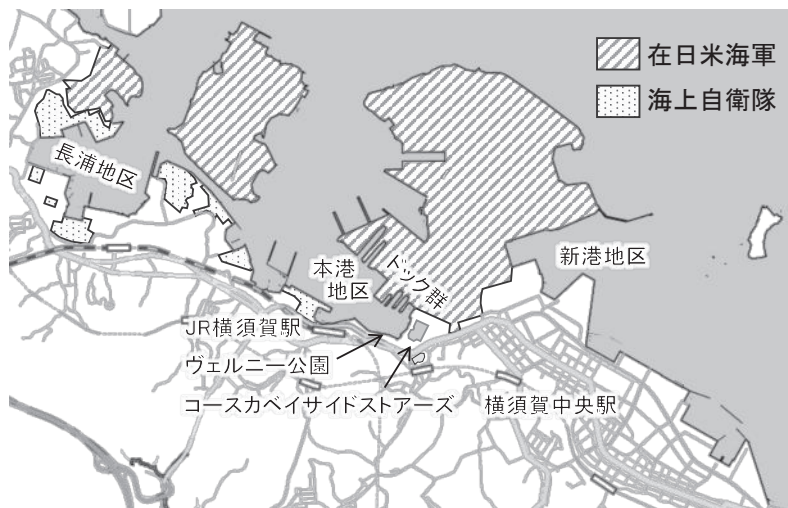 在日米海軍
海上自衛隊
長浦地区
新港地区
本港
地区
ドック群
JR横須賀駅
ヴェルニー公園
コースカベイサイドストアーズ
横須賀中央駅